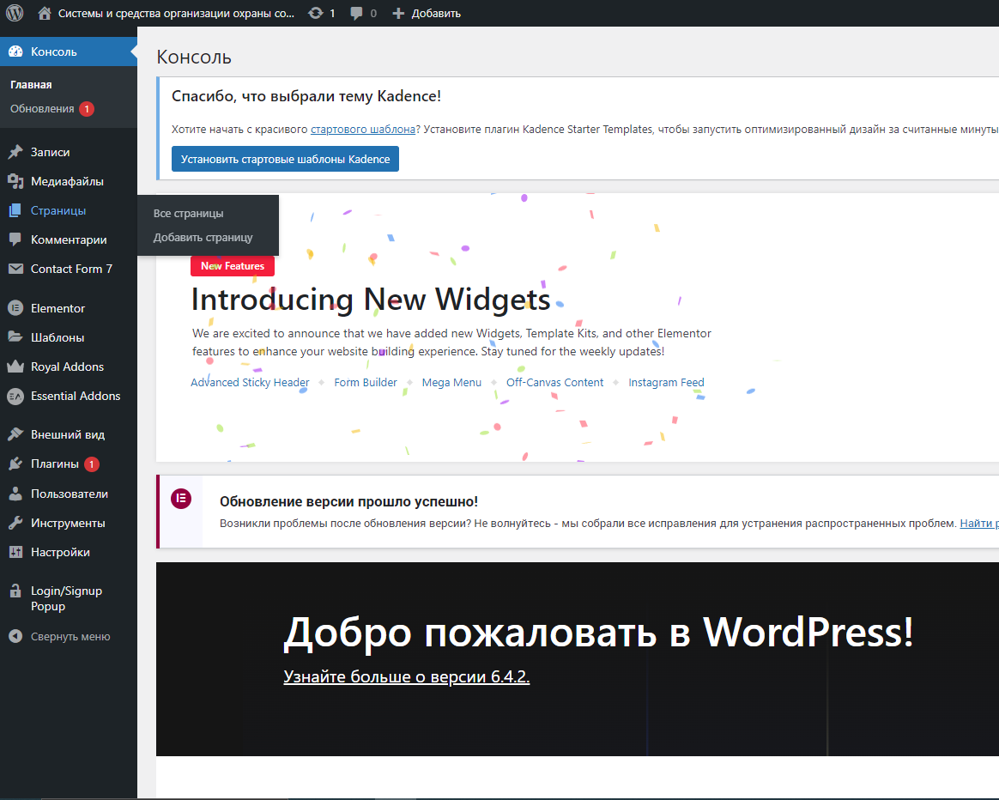 Системы и средства организации охраны со... 1 0 Добавить
Консоль
Главная
Обновления 1
Записи
Медиафайлы
Страницы
Все страницы
Добавить страницу
Комментарии
Contact Form 7
Elementor
Шаблоны
Royal Addons
Essential Addons
Внешний вид
Плагины 1
Пользователи
Инструменты
Настройки
Login/Signup
Popup
Свернуть меню
Консоль
Спасибо, что выбрали тему Kadence!
Хотите начать с красивого стартового шаблона? Установите плагин Kadence Starter Templates, чтобы запустить оптимизированный дизайн за считанные минуты
Установить стартовые шаблоны Kadence
New Features
Introducing New Widgets
We are excited to announce that we have added new Widgets, Template Kits, and other Elementor
features to enhance your website building experience. Stay tuned for the weekly updates!
Advanced Sticky Header Form Builder Mega Menu Off-Canvas Content Instagram Feed
Обновление версии прошло успешно!
Возникли проблемы после обновления версии? Не волнуйтесь - мы собрали все исправления для устранения распространенных проблем. Найти
Добро пожаловать в WordPress!
Узнайте больше о версии 6.4.2.